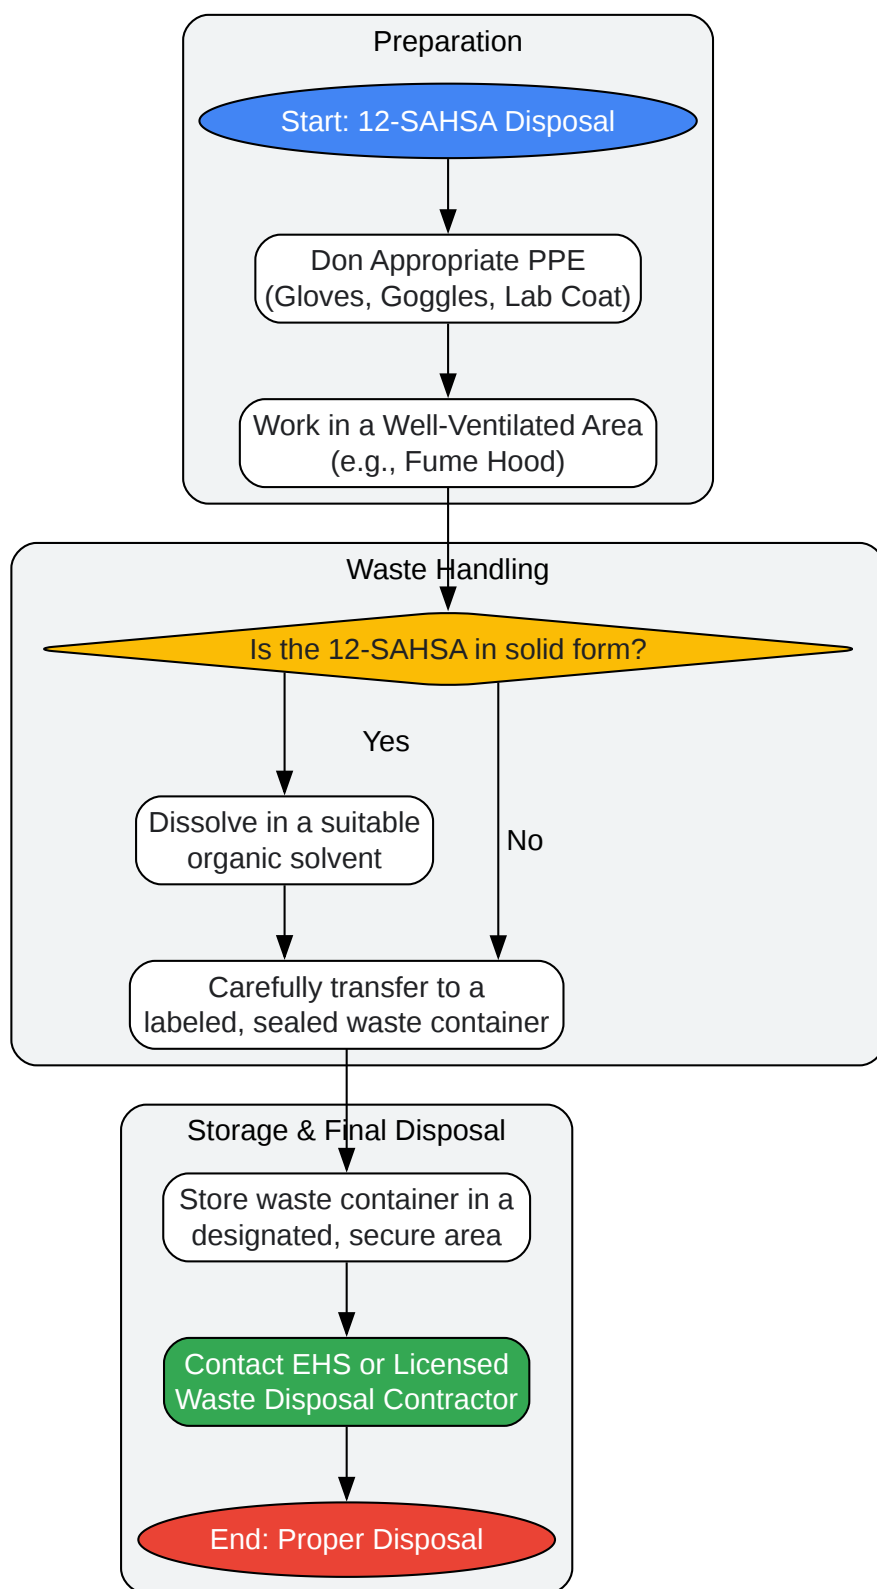 Preparation
Start: 12-SAHSA Disposal
Don Appropriate PPE
(Gloves, Goggles, Lab Coat)
Work in a Well-Ventilated Area
(e.g., Fume Hood)
Waste Handling
Is the 12-SAHSA in solid form?
Yes
Dissolve in a suitable
organic solvent
No
Carefully transfer to a
labeled, sealed waste container
Storage & Final Disposal
Store waste container in a
designated, secure area
Contact EHS or Licensed
Waste Disposal Contractor
End: Proper Disposal